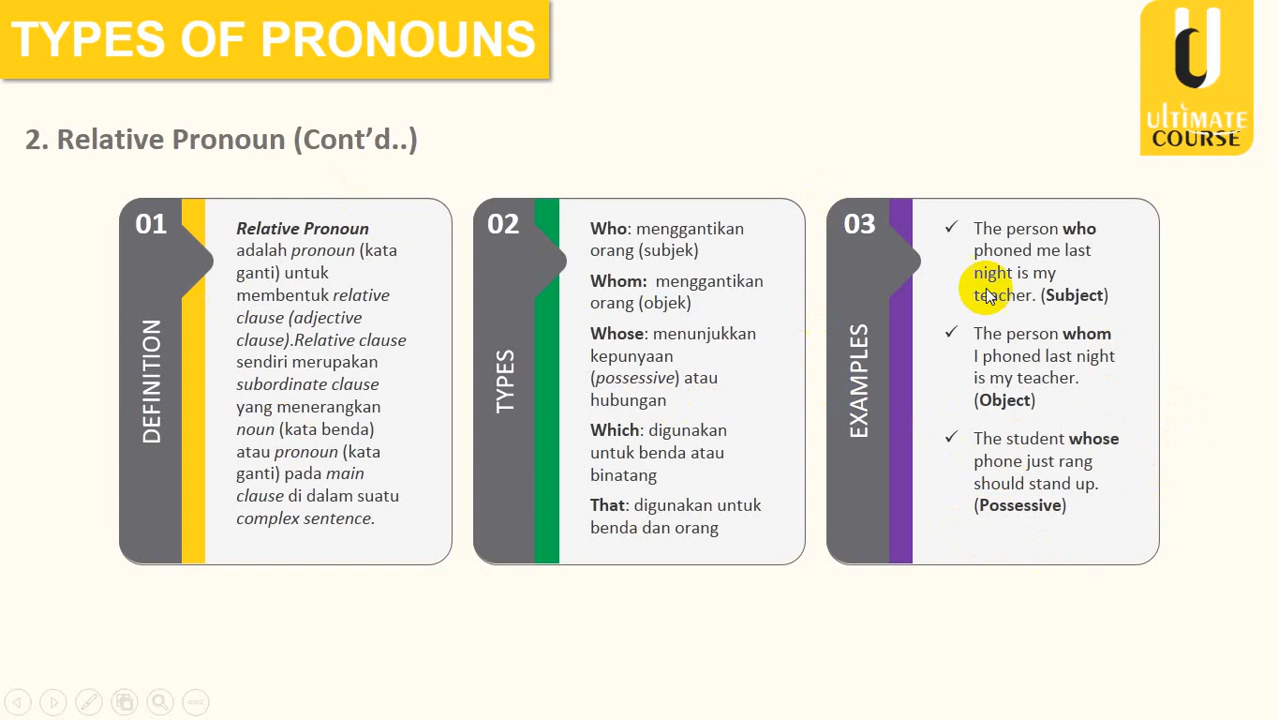 TYPES OF PRONOUNS
ULTIMATE
COURSE
2. Relative Pronoun (Cont’d..)
01
DEFINITION
Relative Pronoun
adalah pronoun (kata
ganti) untuk
membentuk relative
clause (adjective
clause).Relative clause
sendiri merupakan
subordinate clause
yang menerangkan
noun (kata benda)
atau pronoun (kata
ganti) pada main
clause di dalam suatu
complex sentence.
02
TYPES
Who: menggantikan
orang (subjek)
Whom:  menggantikan
orang (objek)
Whose: menunjukkan
kepunyaan
(possessive) atau
hubungan
Which: digunakan
untuk benda atau
binatang
That: digunakan untuk
benda dan orang
03
EXAMPLES
✓ The person who
phoned me last
night is my
teacher. (Subject)
✓ The person whom
I phoned last night
is my teacher.
(Object)
✓ The student whose
phone just rang
should stand up.
(Possessive)